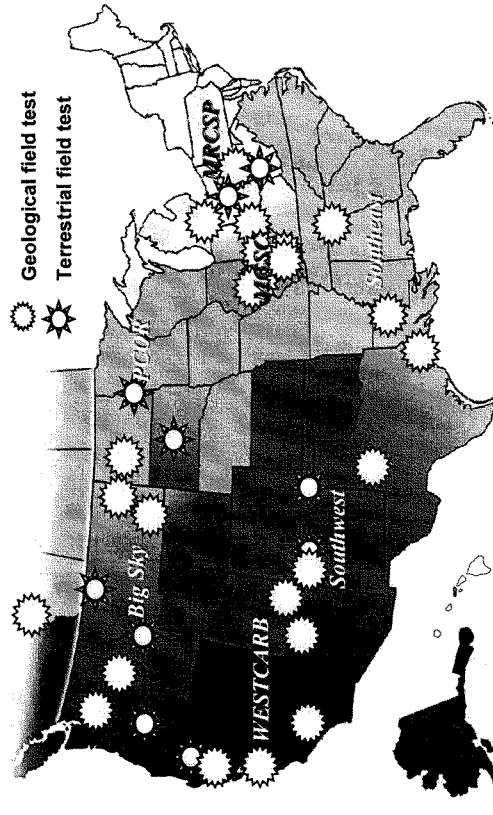 Geological field test
Terrestrial field test
MRCSP
MGSC
PCOR
Southeast
Big Sky
Southwest
WESTCARB